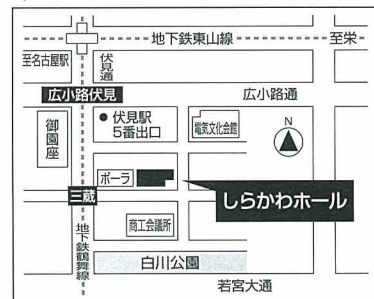 地下鉄東山線
至栄
至名古屋駅
伏見通
広小路伏見
広小路通
伏見駅
5番出口
電気文化会館
N
御園座
ポーラ
しらかわホール
三蔵
商工会議所
地下鉄鶴舞線
白川公園
若宮大通